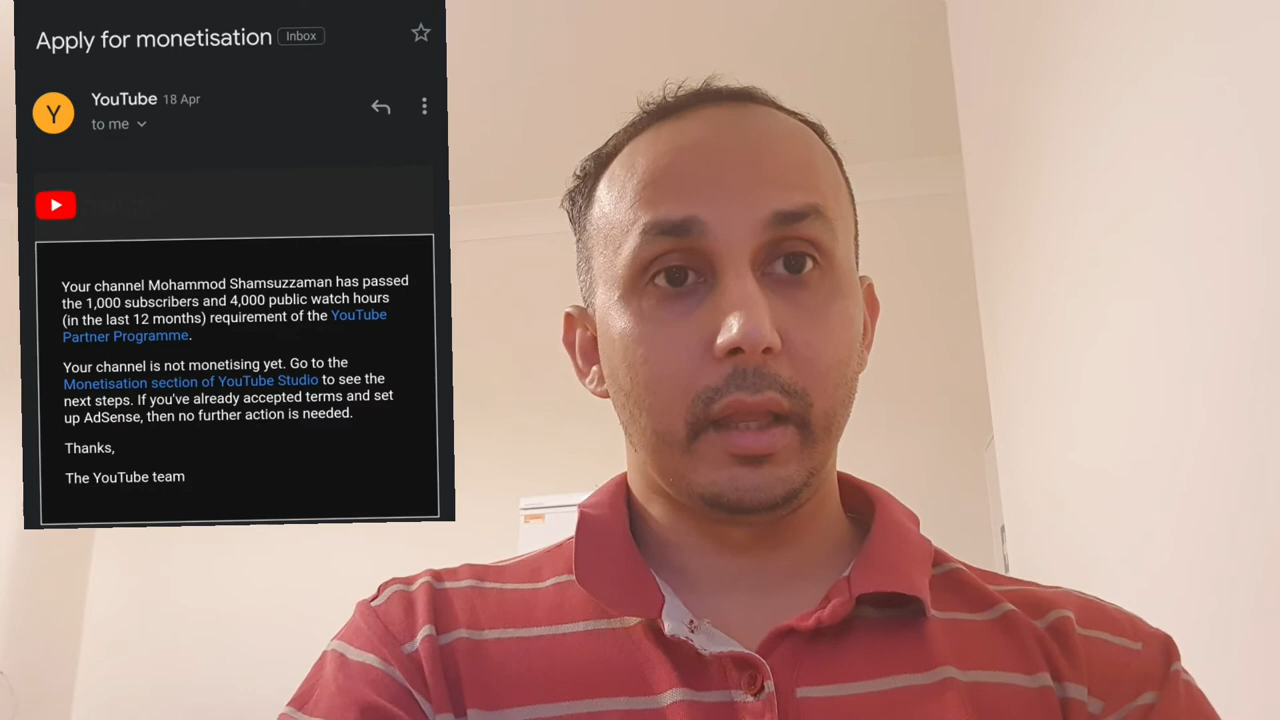 Apply for monetisation Inbox
Y
YouTube 18 Apr
to me
Your channel Mohammod Shamsuzzaman has passed
the 1,000 subscribers and 4,000 public watch hours
(in the last 12 months) requirement of the YouTube
Partner Programme.
Your channel is not monetising yet. Go to the
Monetisation section of YouTube Studio to see the
next steps. If you've already accepted terms and set
up AdSense, then no further action is needed.
Thanks,
The YouTube team